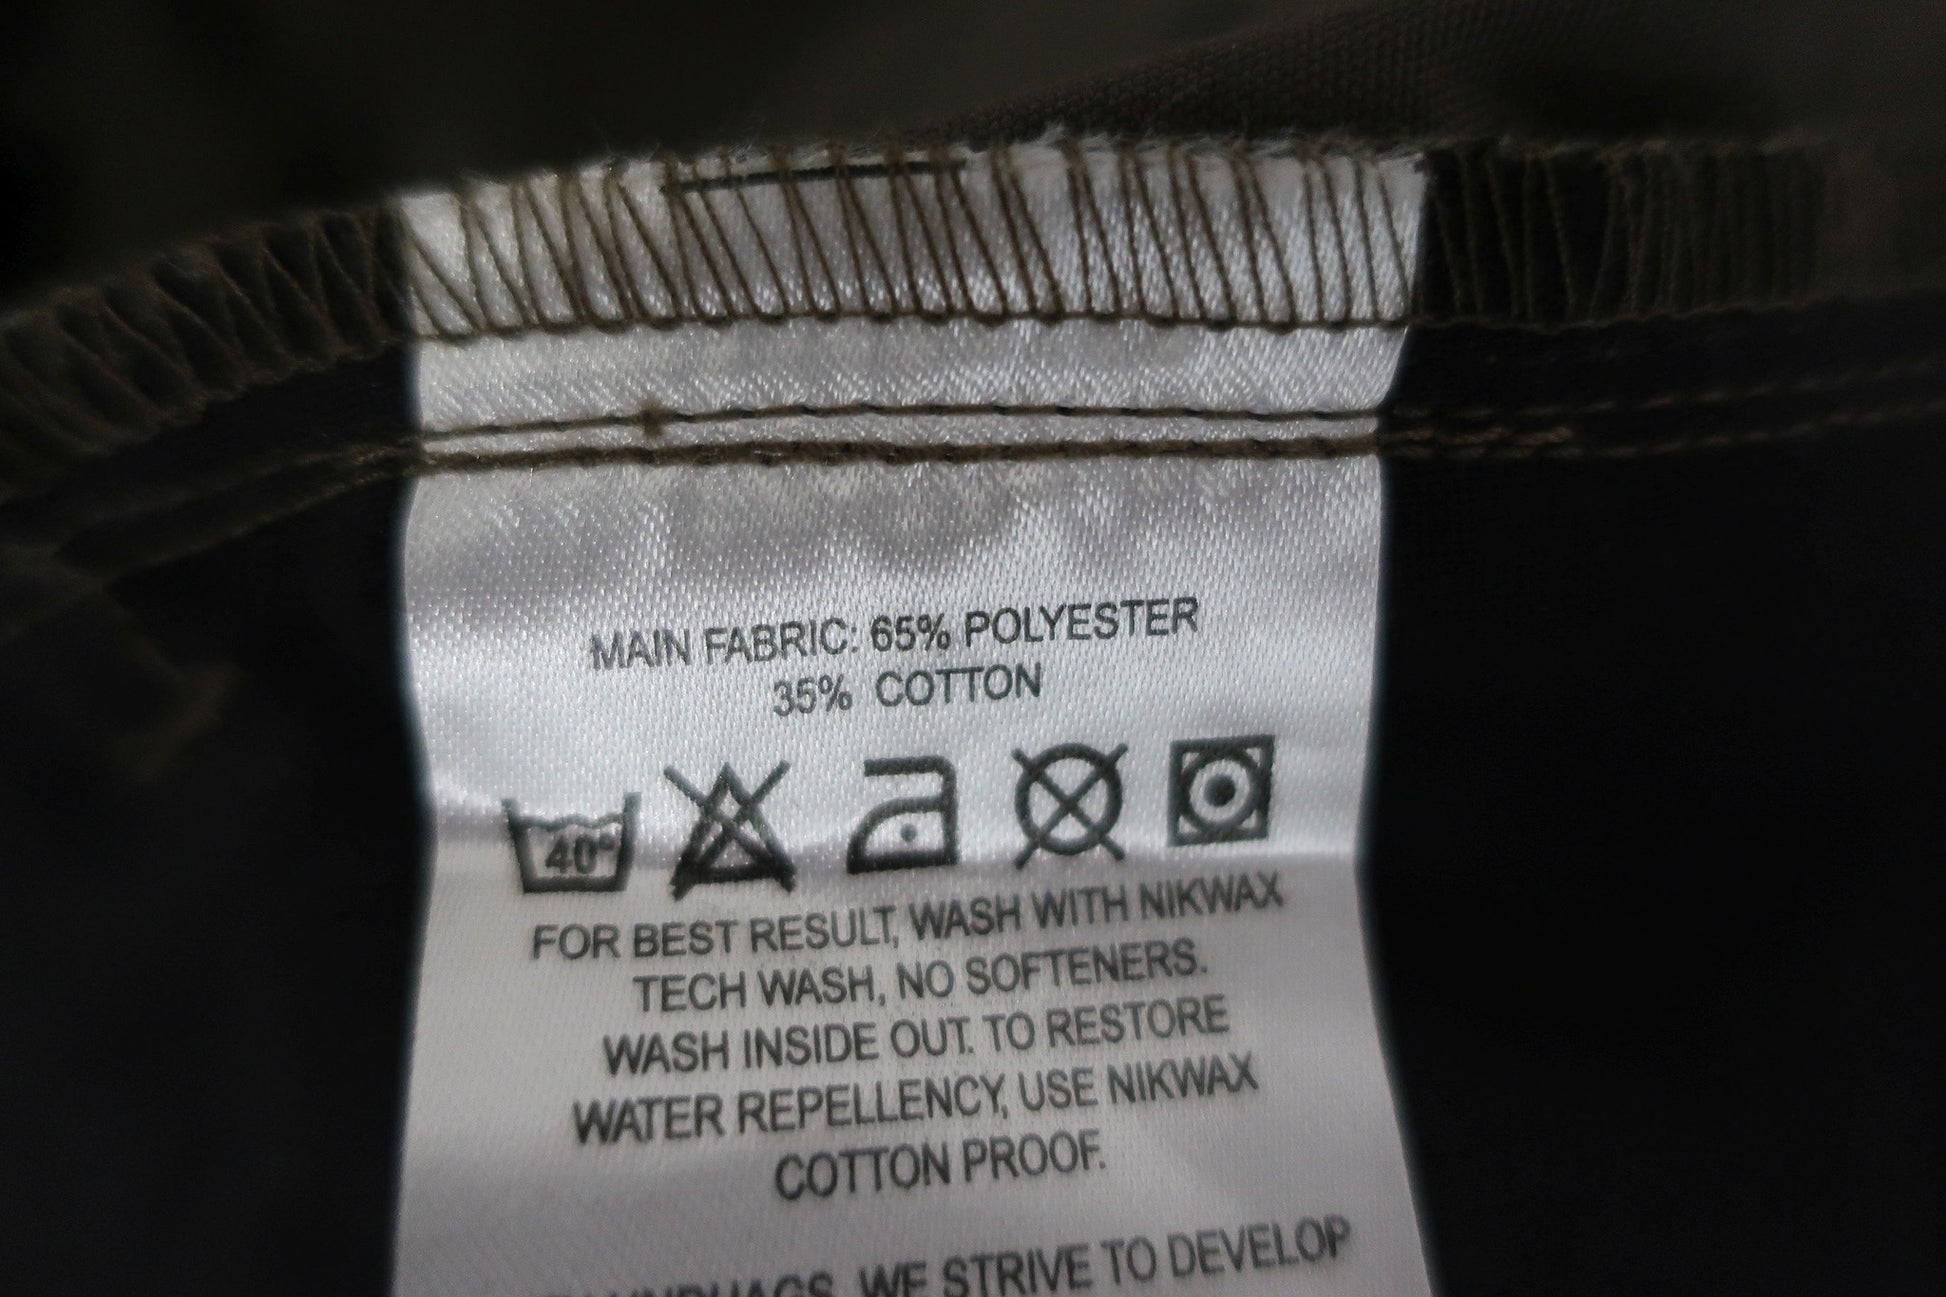 MAIN FABRIC: 65% POLYESTER
35% COTTON
40°
FOR BEST RESULT, WASH WITH NIKWAX
TECH WASH, NO SOFTENERS.
WASH INSIDE OUT. TO RESTORE
WATER REPELLENCY, USE NIKWAX
COTTON PROOF.
WE STRIVE TO DEVELOP